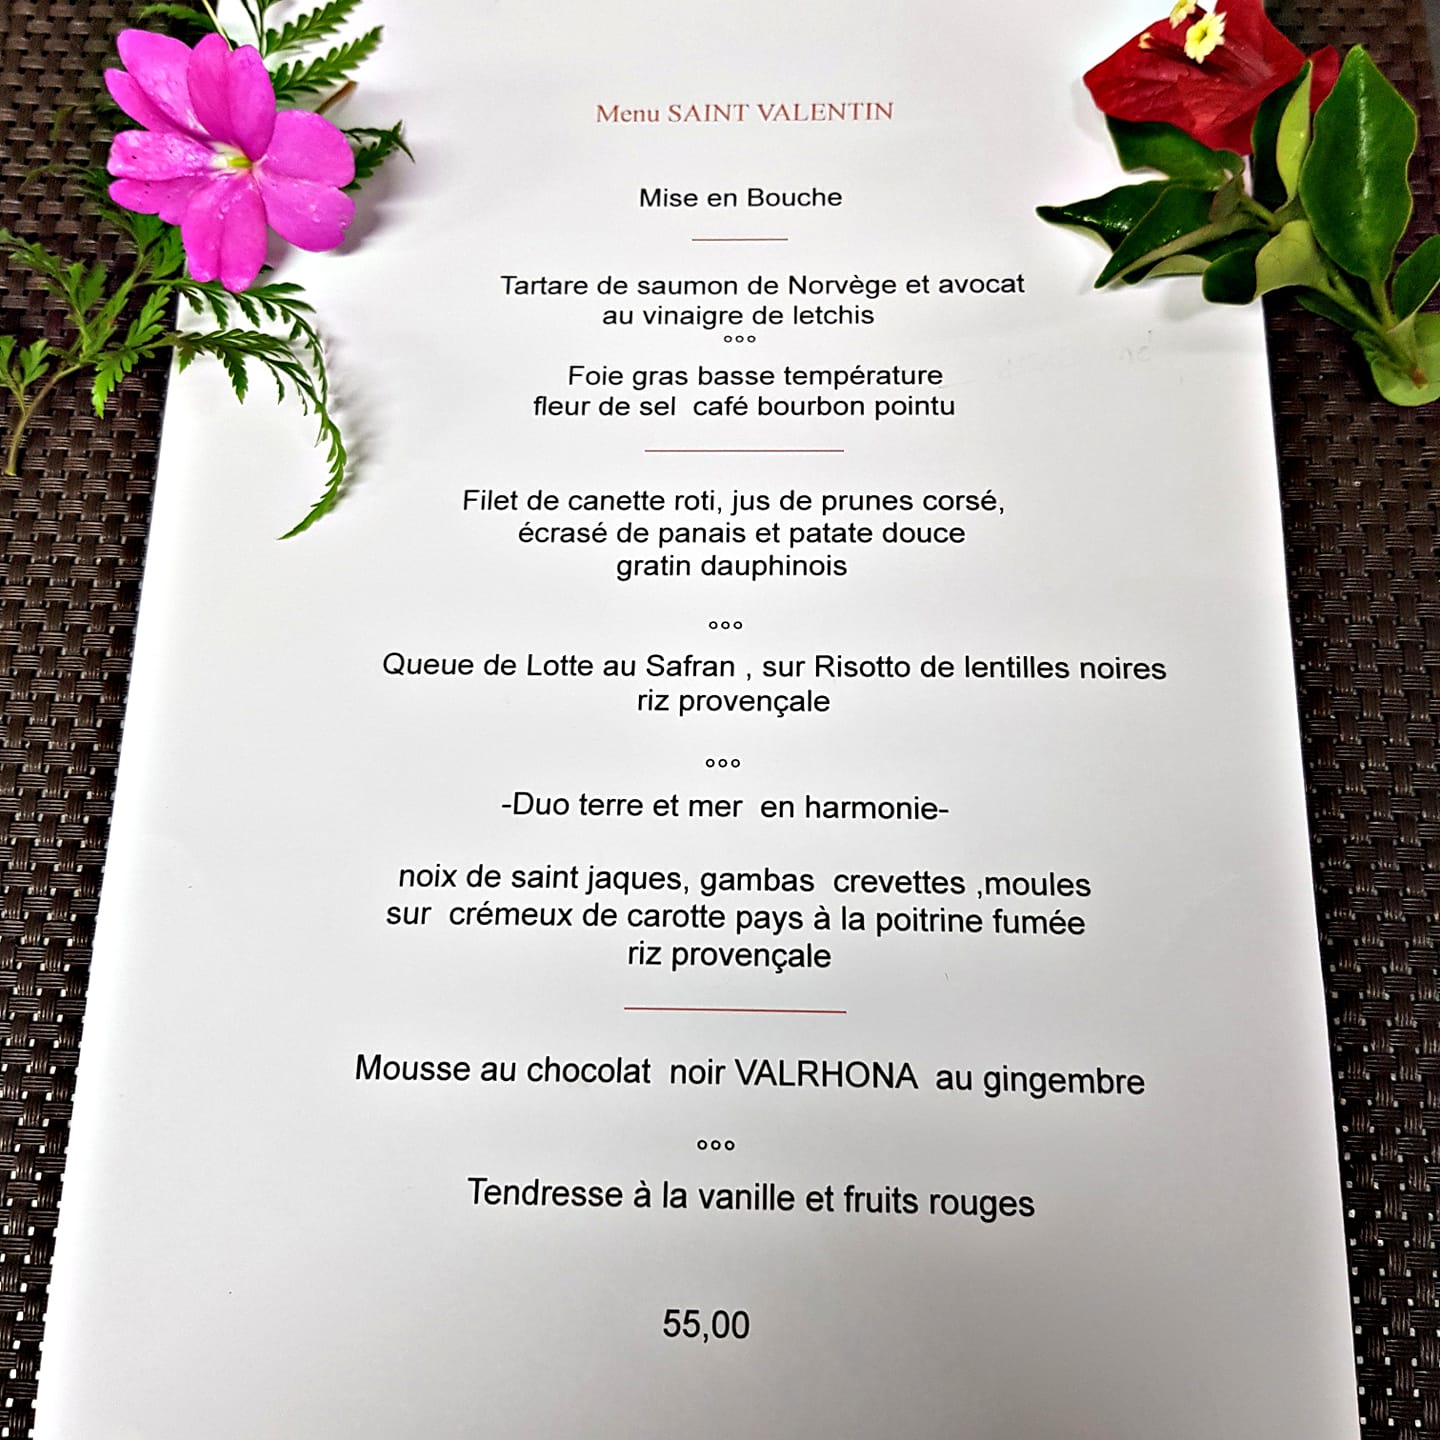 Menu SAINT VALENTIN
Mise en Bouche
Tartare de saumon de Norvège et avocat
au vinaigre de letchis
°°°
Foie gras basse température
fleur de sel café bourbon pointu
Filet de canette roti, jus de prunes corsé,
écrasé de panais et patate douce
gratin dauphinois
°°°
Queue de Lotte au Safran , sur Risotto de lentilles noires
riz provençale
°°°
-Duo terre et mer en harmonie-
noix de saint jaques, gambas crevettes ,moules
sur crémeux de carotte pays à la poitrine fumée
riz provençale
Mousse au chocolat noir VALRHONA au gingembre
°°°
Tendresse à la vanille et fruits rouges
55,00